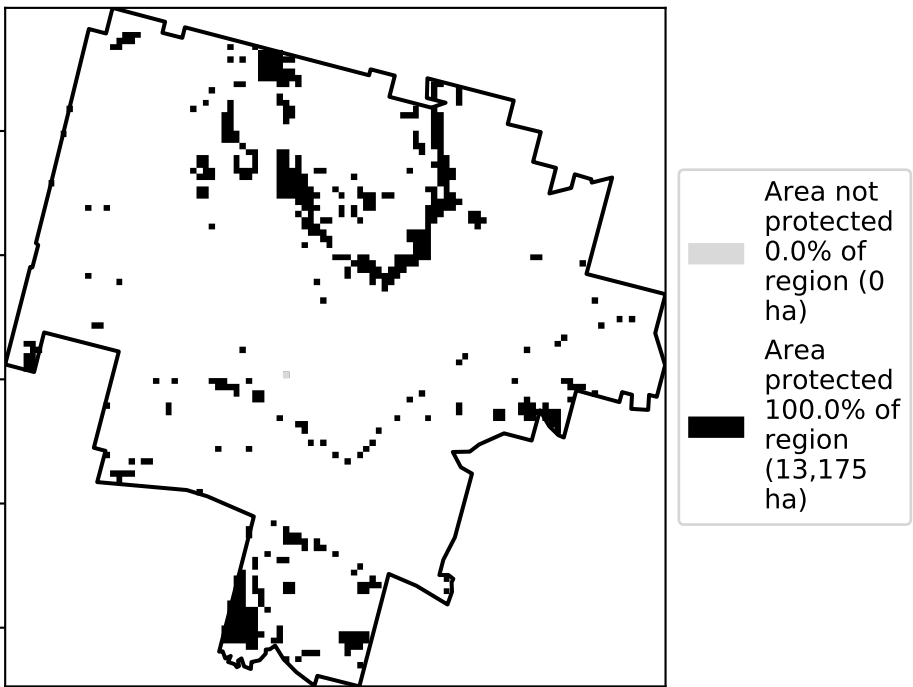 Area not
protected
0.0% of
region (0
ha)
Area
protected
100.0% of
region
(13,175
ha)